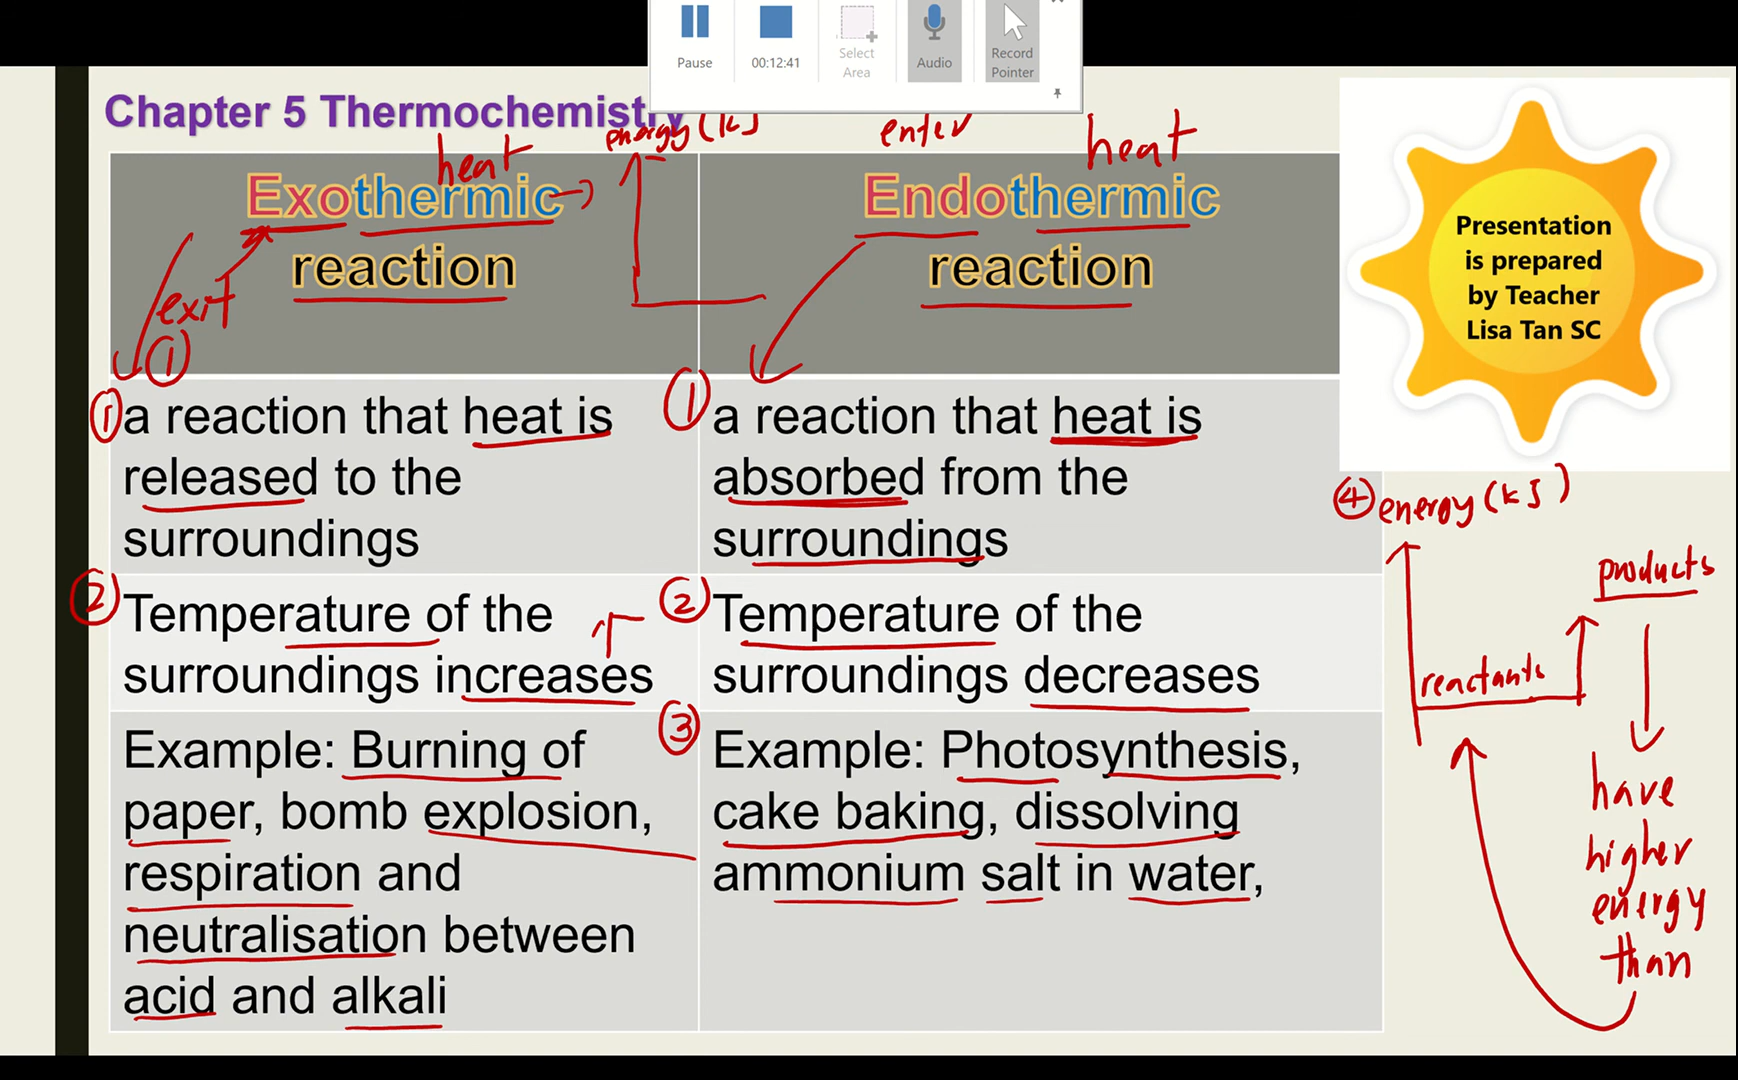 Pause
00:12:41
Select
Area
Audio
Record
Pointer
Chapter 5 Thermochemistry
heat
energy (kJ
enter
heat
Exothermic
reaction
exit
1
Endothermic
reaction
Presentation
is prepared
by Teacher
Lisa Tan SC
1
a reaction that heat is
released to the
surroundings
1
a reaction that heat is
absorbed from the
surroundings
2
Temperature of the
surroundings increases
2
Temperature of the
surroundings decreases
Example: Burning of
paper, bomb explosion,
respiration and
neutralisation between
acid and alkali
3
Example: Photosynthesis,
cake baking, dissolving
ammonium salt in water,
4 energy (kJ)
products
reactants
have
higher
energy
than